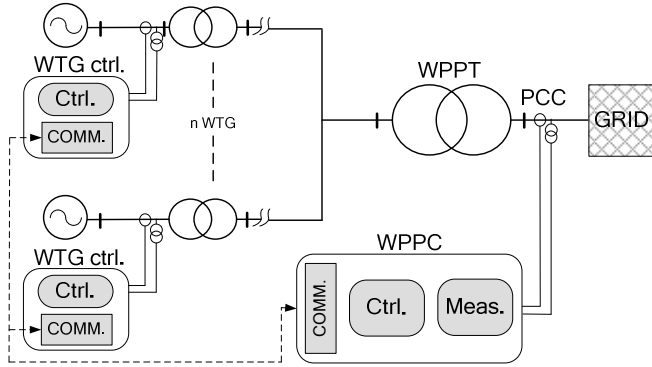 WTG ctrl.
Ctrl.
COMM.
n WTG
WPPT
PCC
GRID
WTG ctrl.
Ctrl.
COMM.
WPPC
COMM.
Ctrl.
Meas.